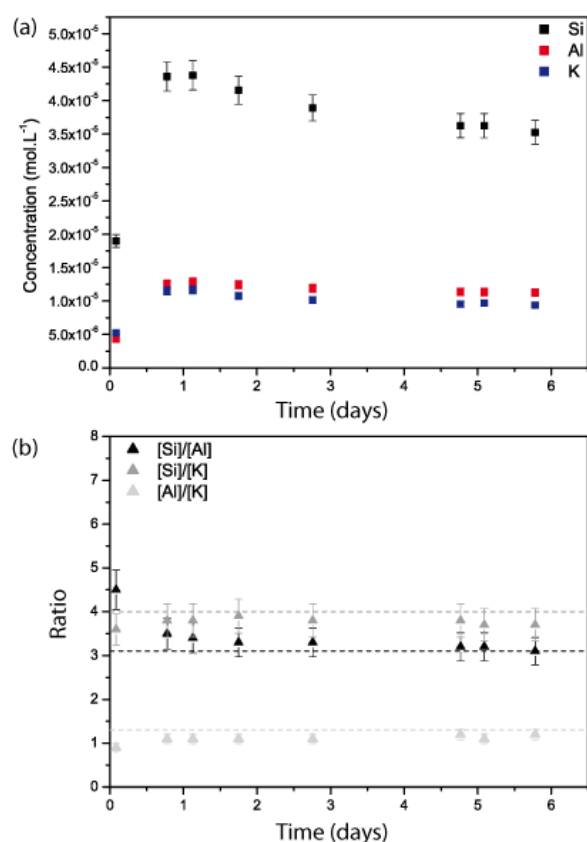 (a)
Si
Al
K
5.0x10⁻⁵
4.5x10⁻⁵
4.0x10⁻⁵
3.5x10⁻⁵
3.0x10⁻⁵
2.5x10⁻⁵
2.0x10⁻⁵
1.5x10⁻⁵
1.0x10⁻⁵
5.0x10⁻⁶
0.0
Concentration (mol.L⁻¹)
0 1 2 3 4 5 6
Time (days)
(b)
[Si]/[Al]
[Si]/[K]
[Al]/[K]
8
7
6
5
4
3
2
1
0
Ratio
0 1 2 3 4 5 6
Time (days)